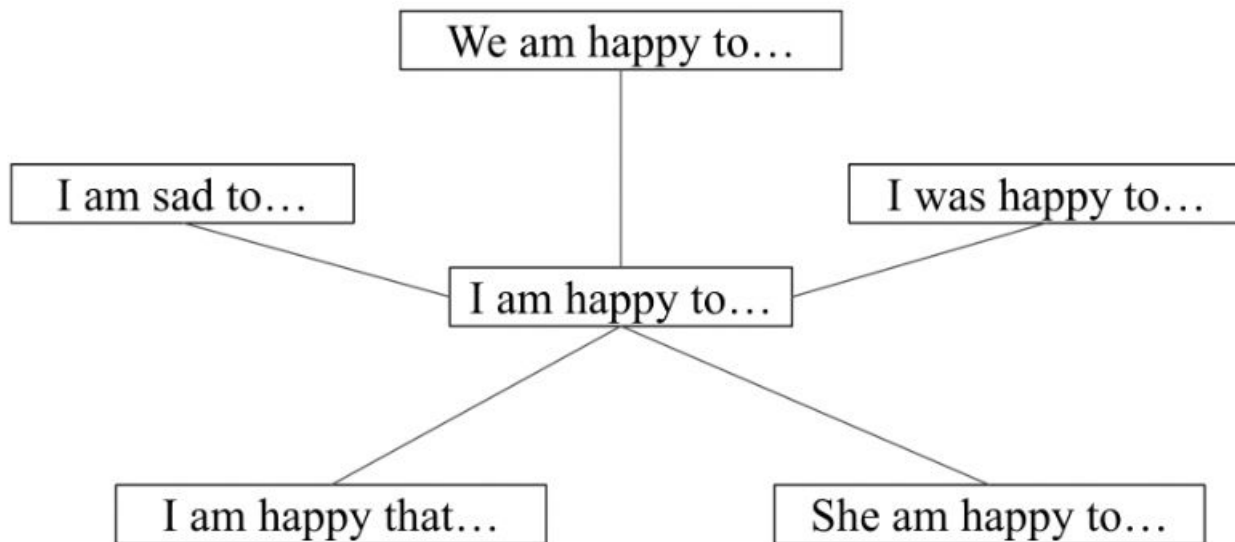 We am happy to…
I am sad to…
I was happy to…
I am happy to…
I am happy that…
She am happy to…